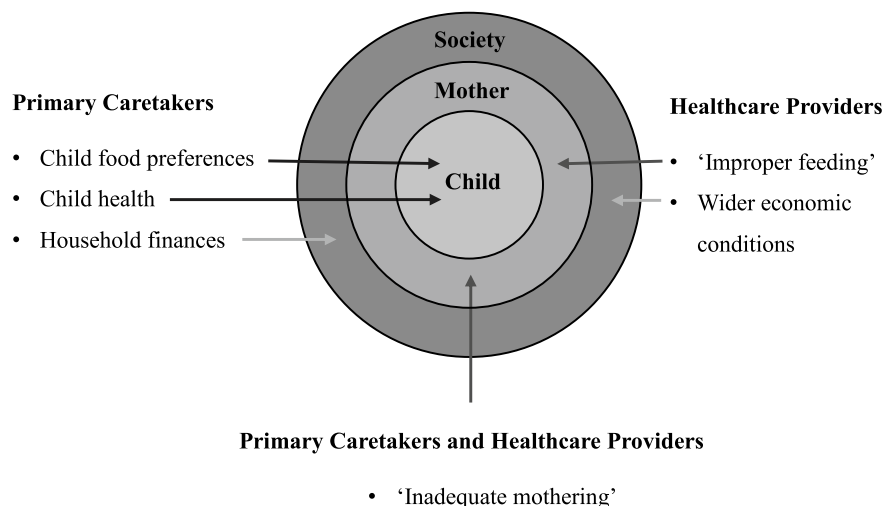 Society
Mother
Child
Primary Caretakers
• Child food preferences
• Child health
• Household finances
Healthcare Providers
• ‘Improper feeding’
• Wider economic
conditions
Primary Caretakers and Healthcare Providers
• ‘Inadequate mothering’